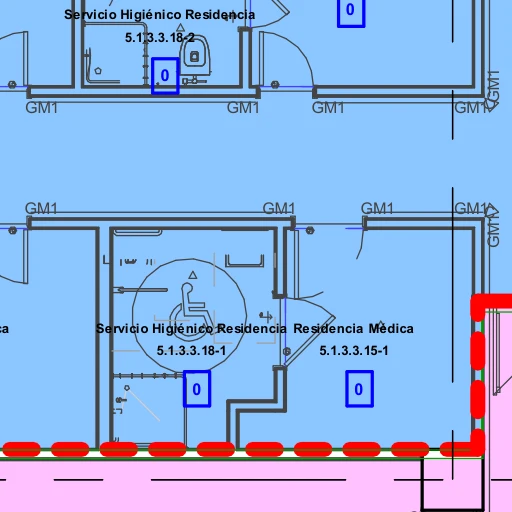 0
Servicio Higiénico Residencia
5.1.3.3.18-2
0
GM1
GM1
GM1
GM1
GM1
GM1
GM1
GM1
GM1
GM1
ca
Servicio Higiénico Residencia
Residencia Médica
5.1.3.3.18-1
5.1.3.3.15-1
0
0